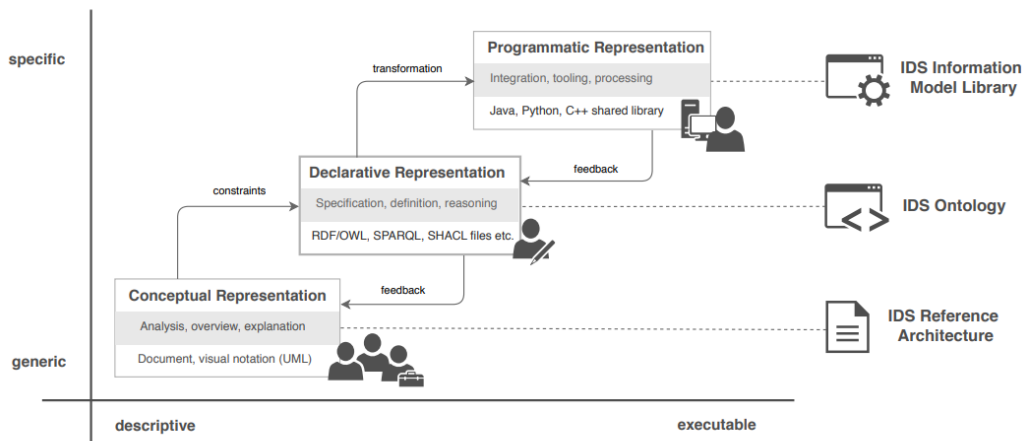 specific
Programmatic Representation
Integration, tooling, processing
Java, Python, C++ shared library
transformation
IDS Information
Model Library
feedback
Declarative Representation
Specification, definition, reasoning
RDF/OWL, SPARQL, SHACL files etc.
constraints
IDS Ontology
feedback
Conceptual Representation
Analysis, overview, explanation
Document, visual notation (UML)
IDS Reference
Architecture
generic
descriptive
executable